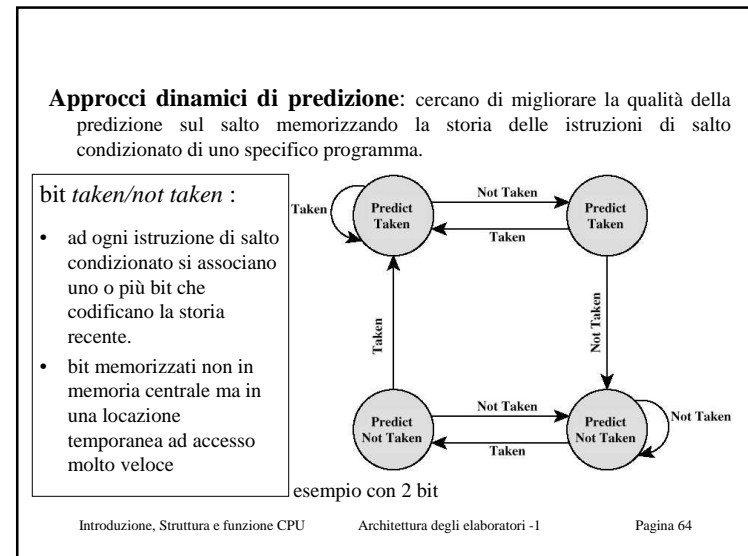 Approcci dinamici di predizione: cercano di migliorare la qualità della
predizione sul salto memorizzando la storia delle istruzioni di salto
condizionato di uno specifico programma.
bit taken/not taken :
• ad ogni istruzione di salto
condizionato si associano
uno o più bit che
codificano la storia
recente.
• bit memorizzati non in
memoria centrale ma in
una locazione
temporanea ad accesso
molto veloce
Taken
Predict
Taken
Not Taken
Taken
Predict
Taken
Taken
Not Taken
Predict
Not Taken
Not Taken
Taken
Predict
Not Taken
Not Taken
esempio con 2 bit
Introduzione, Struttura e funzione CPU Architettura degli elaboratori -1 Pagina 64